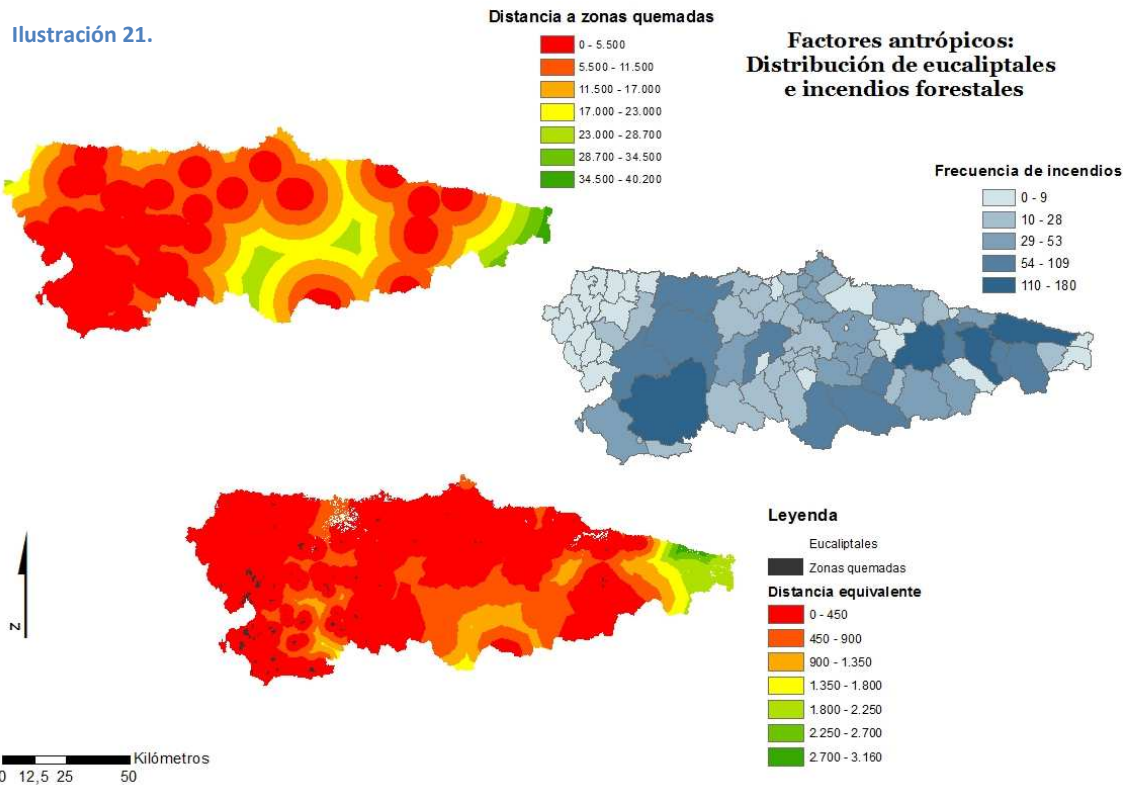 Ilustración 21.
Distancia a zonas quemadas
0 - 5.500
5.500 - 11.500
11.500 - 17.000
17.000 - 23.000
23.000 - 28.700
28.700 - 34.500
34.500 - 40.200
Factores antrópicos:
Distribución de eucaliptales
e incendios forestales
Frecuencia de incendios
0 - 9
10 - 28
29 - 53
54 - 109
110 - 180
Leyenda
Eucaliptales
Zonas quemadas
Distancia equivalente
0 - 450
450 - 900
900 - 1.350
1.350 - 1.800
1.800 - 2.250
2.250 - 2.700
2.700 - 3.160
N
Kilómetros
0 12,5 25 50